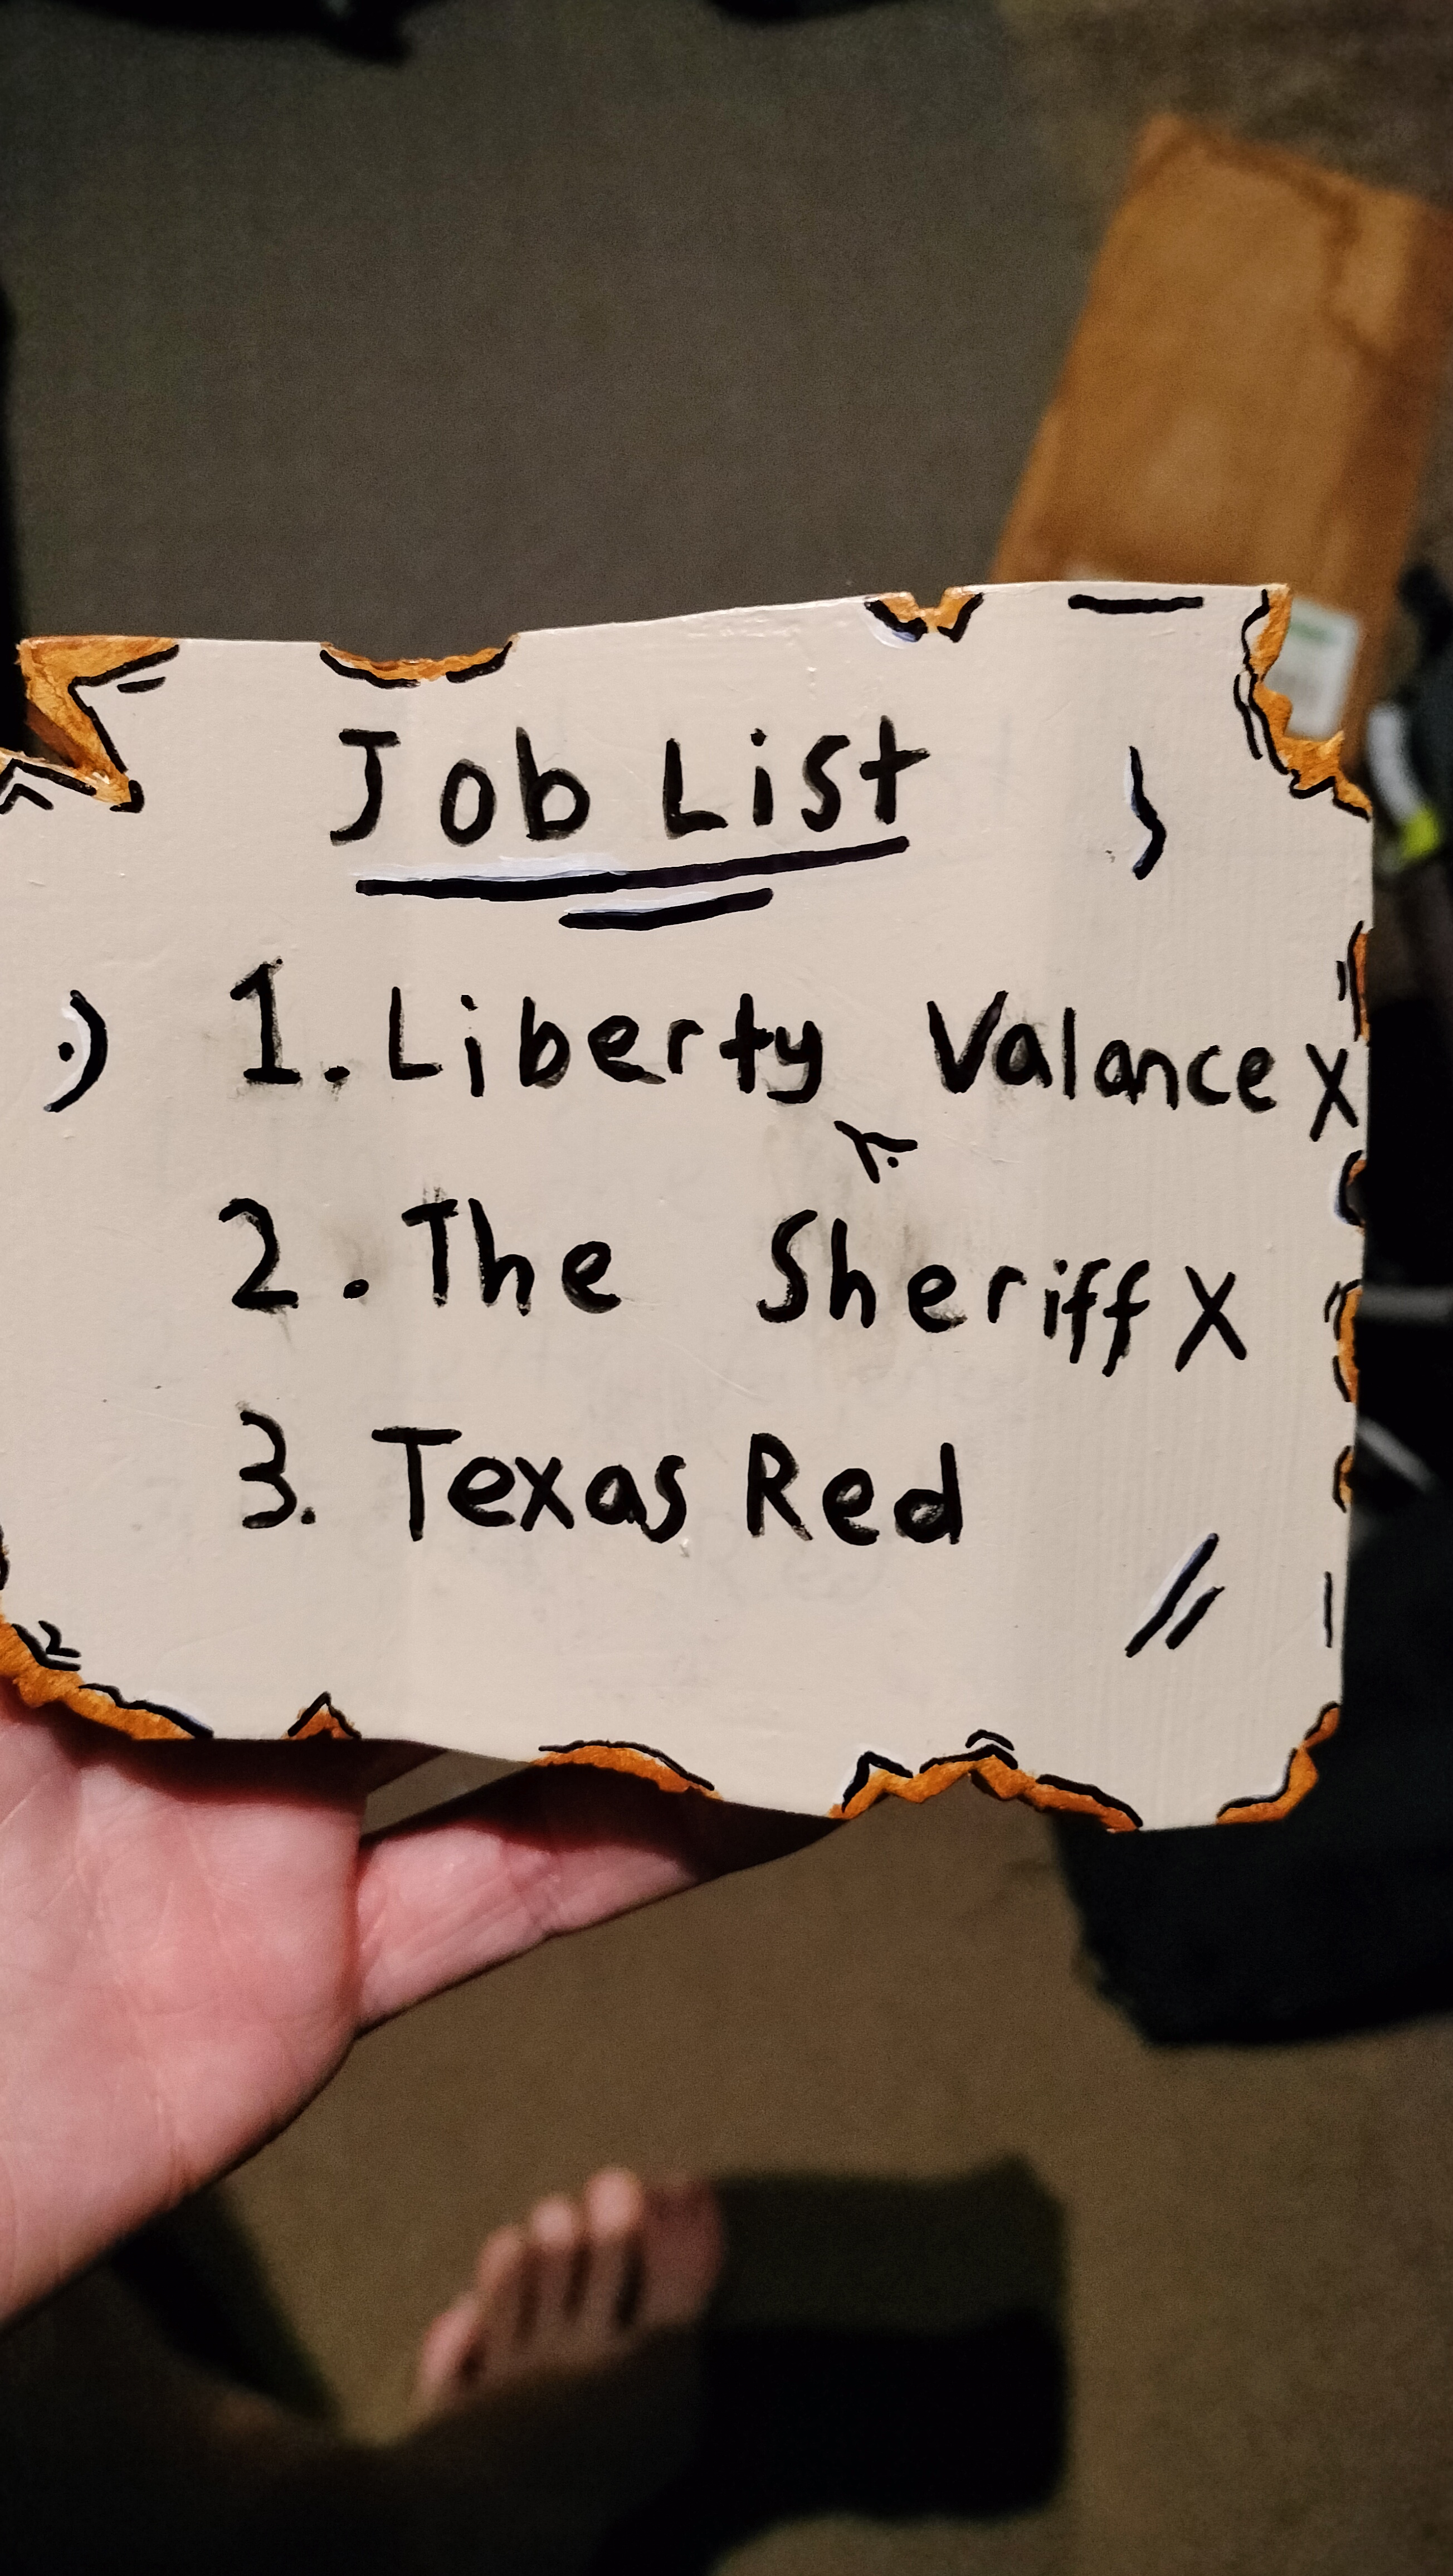 Job List
1. Liberty Valance X
2. The Sheriff X
3. Texas Red